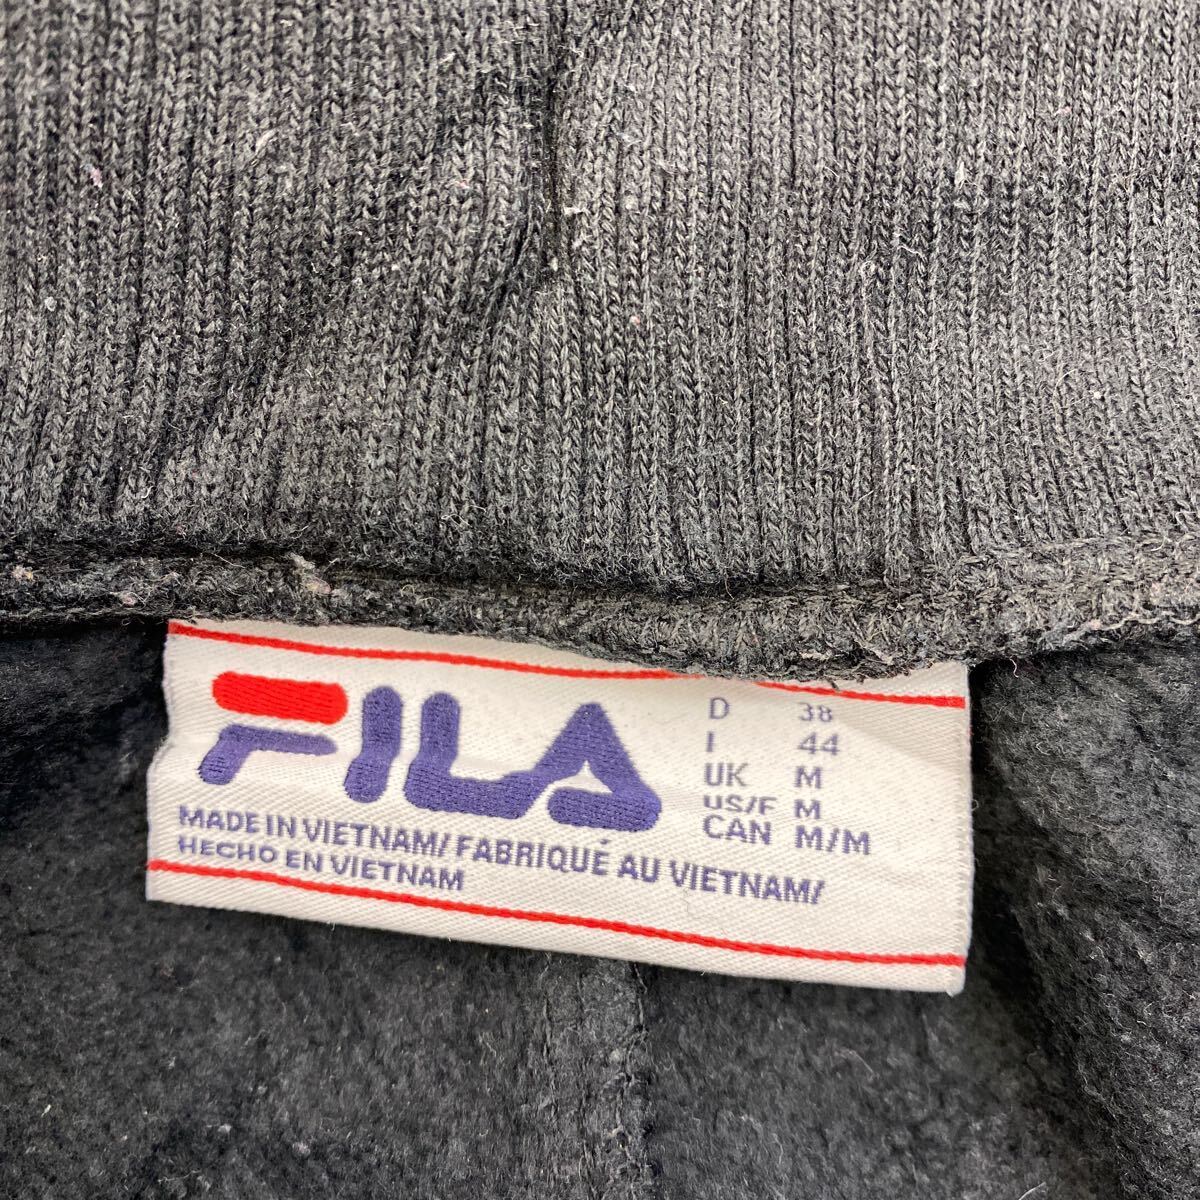 FILA
D 38
I 44
UK M
US/F M
CAN M/M
MADE IN VIETNAM/ FABRIQUÉ AU VIETNAM/
HECHO EN VIETNAM